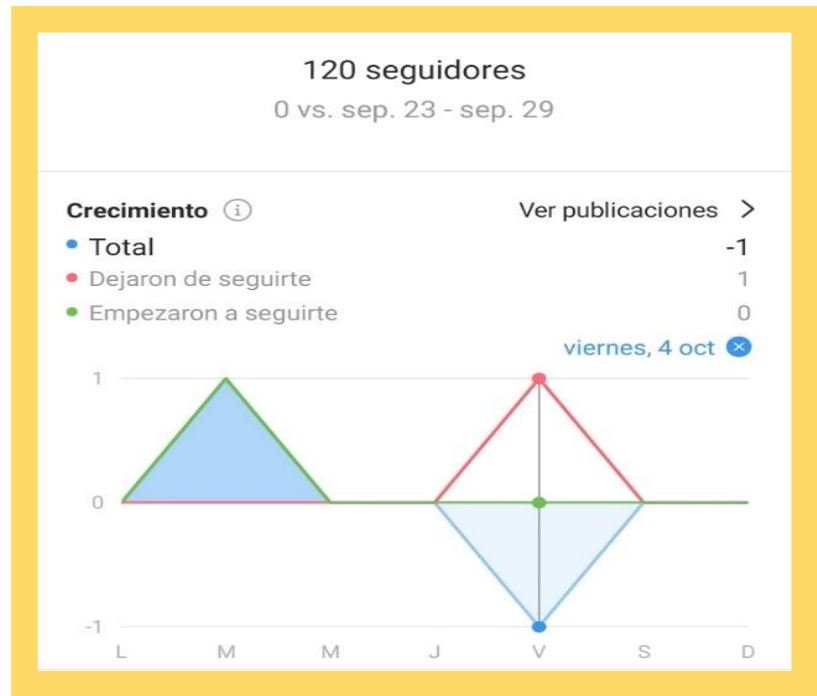 120 seguidores
0 vs. sep. 23 - sep. 29
Crecimiento Ver publicaciones
Total -1
Dejaron de seguirte 1
Empezaron a seguirte 0
viernes, 4 oct
1
0
-1
L M M J V S D